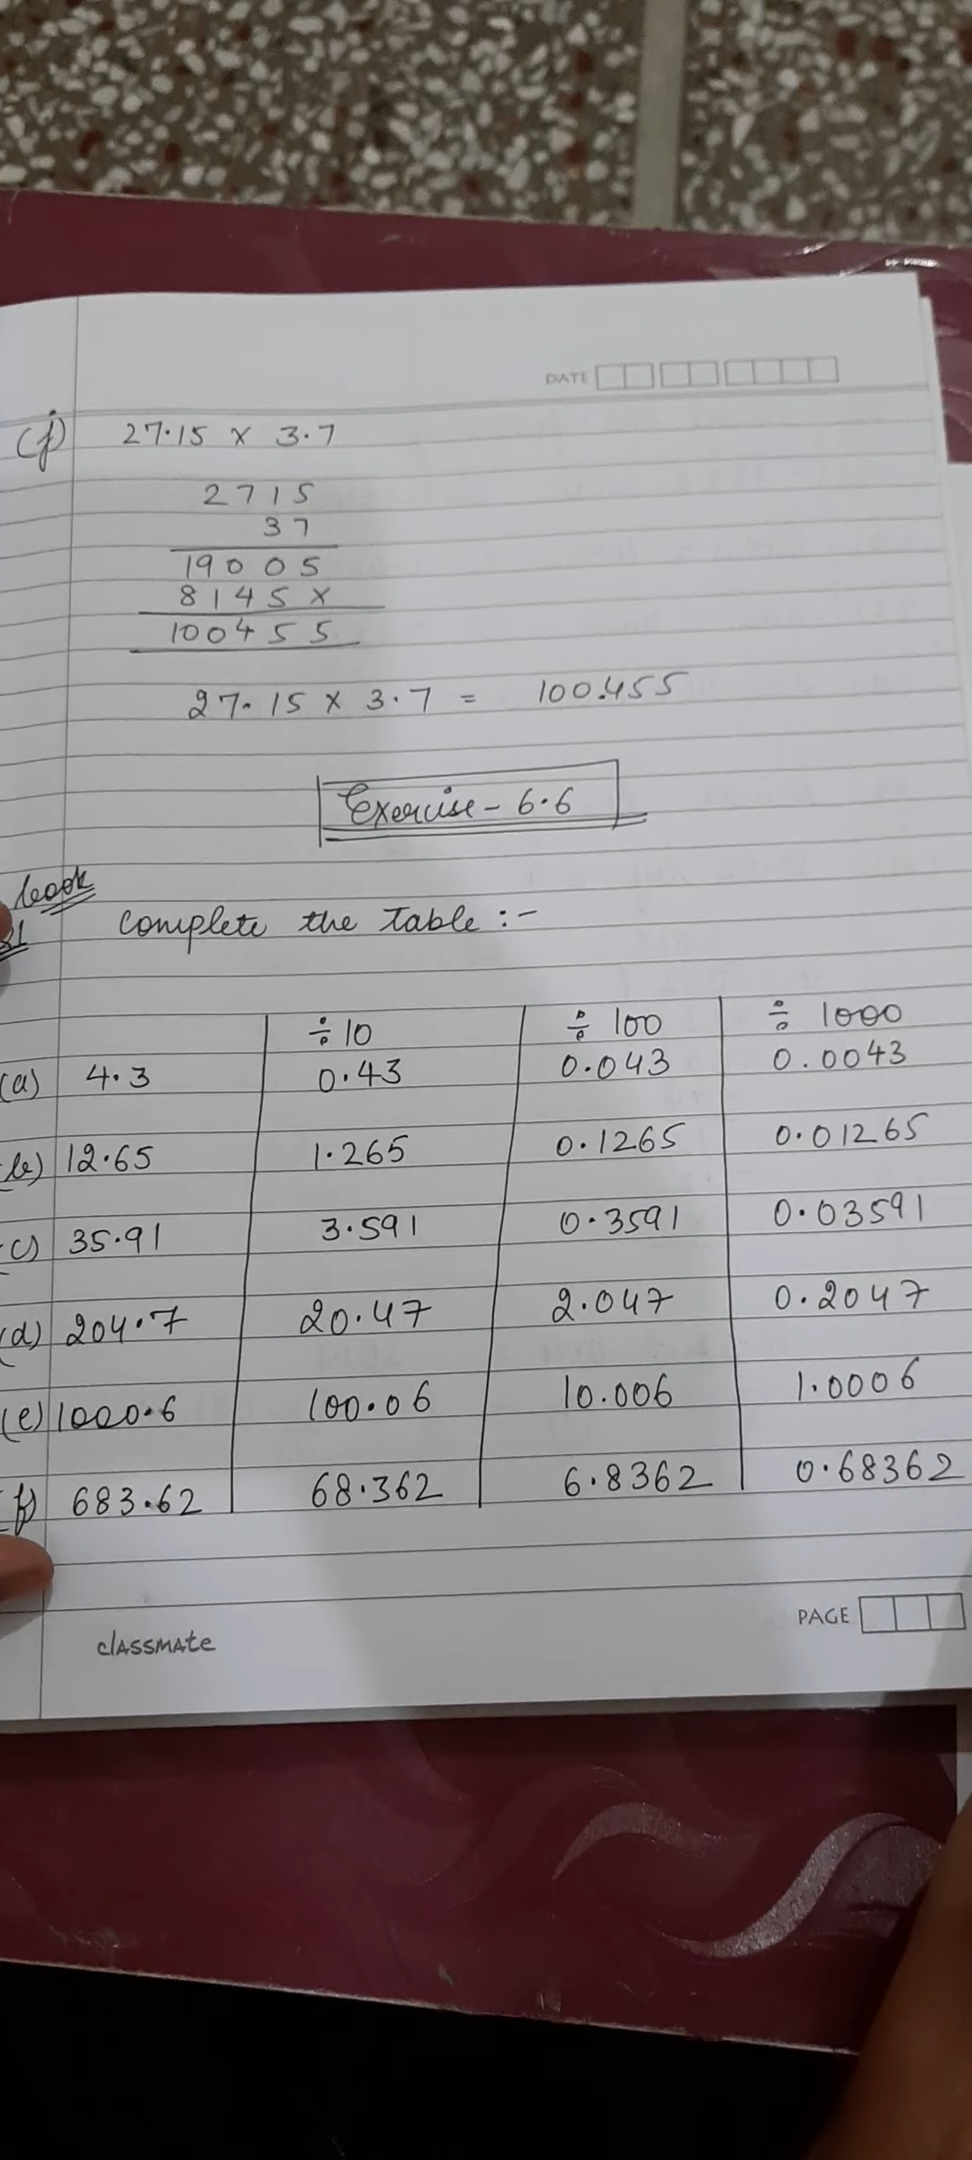 DATE
(j) 27.15 × 3.7
2715
37
19005
8145×
100455
27.15 × 3.7 = 100.455
Exercise - 6.6
book
Complete the table :-
÷ 10 ÷ 100 ÷ 1000
(a) 4.3 0.43 0.043 0.0043
(b) 12.65 1.265 0.1265 0.01265
(c) 35.91 3.591 0.3591 0.03591
(d) 204.7 20.47 2.047 0.2047
(e) 1000.6 100.06 10.006 1.0006
(f) 683.62 68.362 6.8362 0.68362
PAGE
classmate